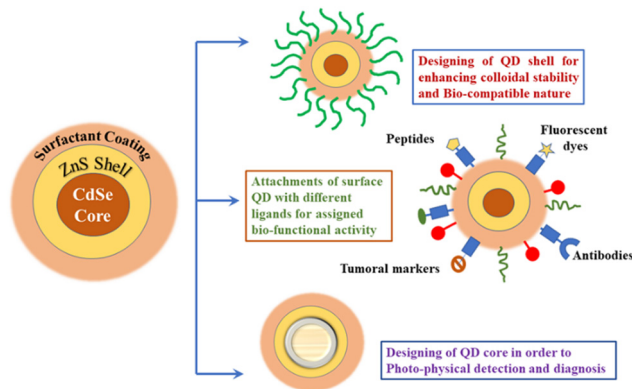 Surfactant Coating
ZnS Shell
CdSe
Core
Designing of QD shell for
enhancing colloidal stability
and Bio-compatible nature
Attachments of surface
QD with different
ligands for assigned
bio-functional activity
Peptides
Fluorescent
dyes
Tumoral markers
Antibodies
Designing of QD core in order to
Photo-physical detection and diagnosis